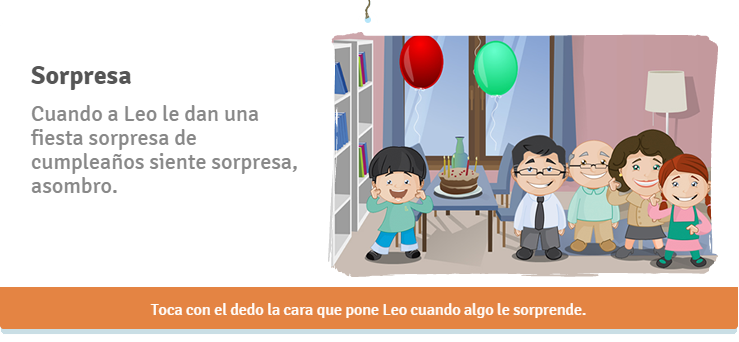 Sorpresa
Cuando a Leo le dan una
fiesta sorpresa de
cumpleaños siente sorpresa,
asombro.
Toca con el dedo la cara que pone Leo cuando algo le sorprende.